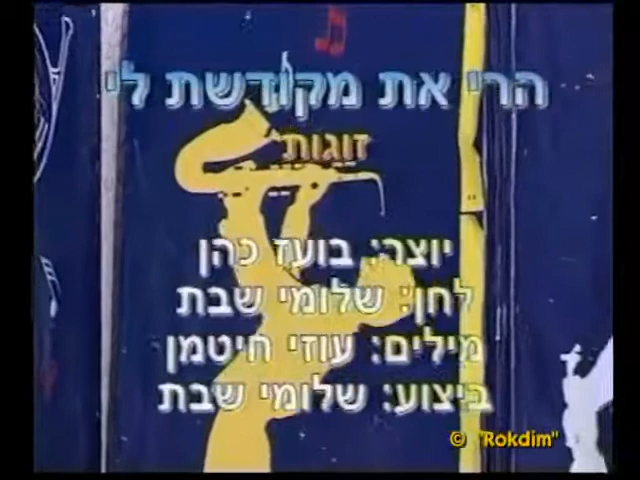 הרי את מקודשת לי
זוגות
יוצר: בועז כהן
לחן: שלומי שבת
מילים: עוזי חיטמן
ביצוע: שלומי שבת
© "Rokdim"